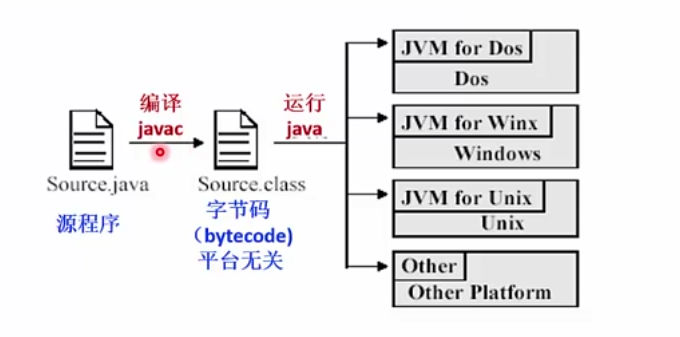 编译
javac
Source.java
源程序
Source.class
字节码
（bytecode)
平台无关
运行
java
JVM for Dos
Dos
JVM for Winx
Windows
JVM for Unix
Unix
Other
Other Platform